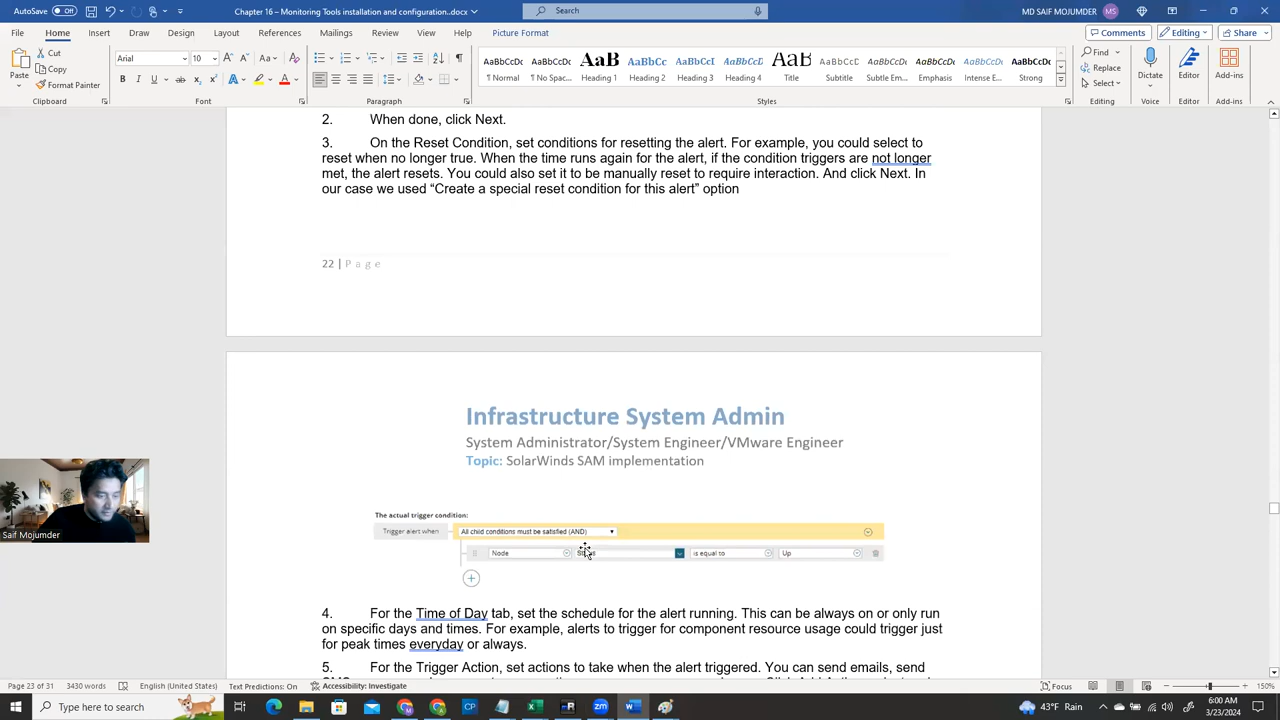 Chapter 16 – Monitoring Tools installation and configuration–.docx
Search
MD SAIF MOJUMDER
MS
File
Home
Insert
Draw
Design
Layout
References
Mailings
Review
View
Help
Picture Format
Comments
Editing
Share
Paste
Cut
Copy
Format Painter
Arial
10
Normal
No Spac...
Heading 1
Heading 2
Heading 3
Heading 4
Title
Subtitle
Subtle Em...
Emphasis
Intense E...
Strong
Find
Replace
Select
Dictate
Editor
Add-ins
Clipboard
Font
Paragraph
Styles
Editing
Voice
Editor
Add-ins
2. When done, click Next.
3. On the Reset Condition, set conditions for resetting the alert. For example, you could select to
reset when no longer true. When the time runs again for the alert, if the condition triggers are not longer
met, the alert resets. You could also set it to be manually reset to require interaction. And click Next. In
our case we used “Create a special reset condition for this alert” option
22 | Page
Infrastructure System Admin
System Administrator/System Engineer/VMware Engineer
Topic: SolarWinds SAM implementation
The actual trigger condition:
Trigger alert when
All child conditions must be satisfied (AND)
Node
is equal to
Up
4. For the Time of Day tab, set the schedule for the alert running. This can be always on or only run
on specific days and times. For example, alerts to trigger for component resource usage could trigger just
for peak times everyday or always.
5. For the Trigger Action, set actions to take when the alert triggered. You can send emails, send
Saif Mojumder
Page 23 of 31
3430 words
English (United States)
Text Predictions: On
Accessibility: Investigate
Focus
150%
Type here to search
43°F Rain
6:00 AM
3/23/2024